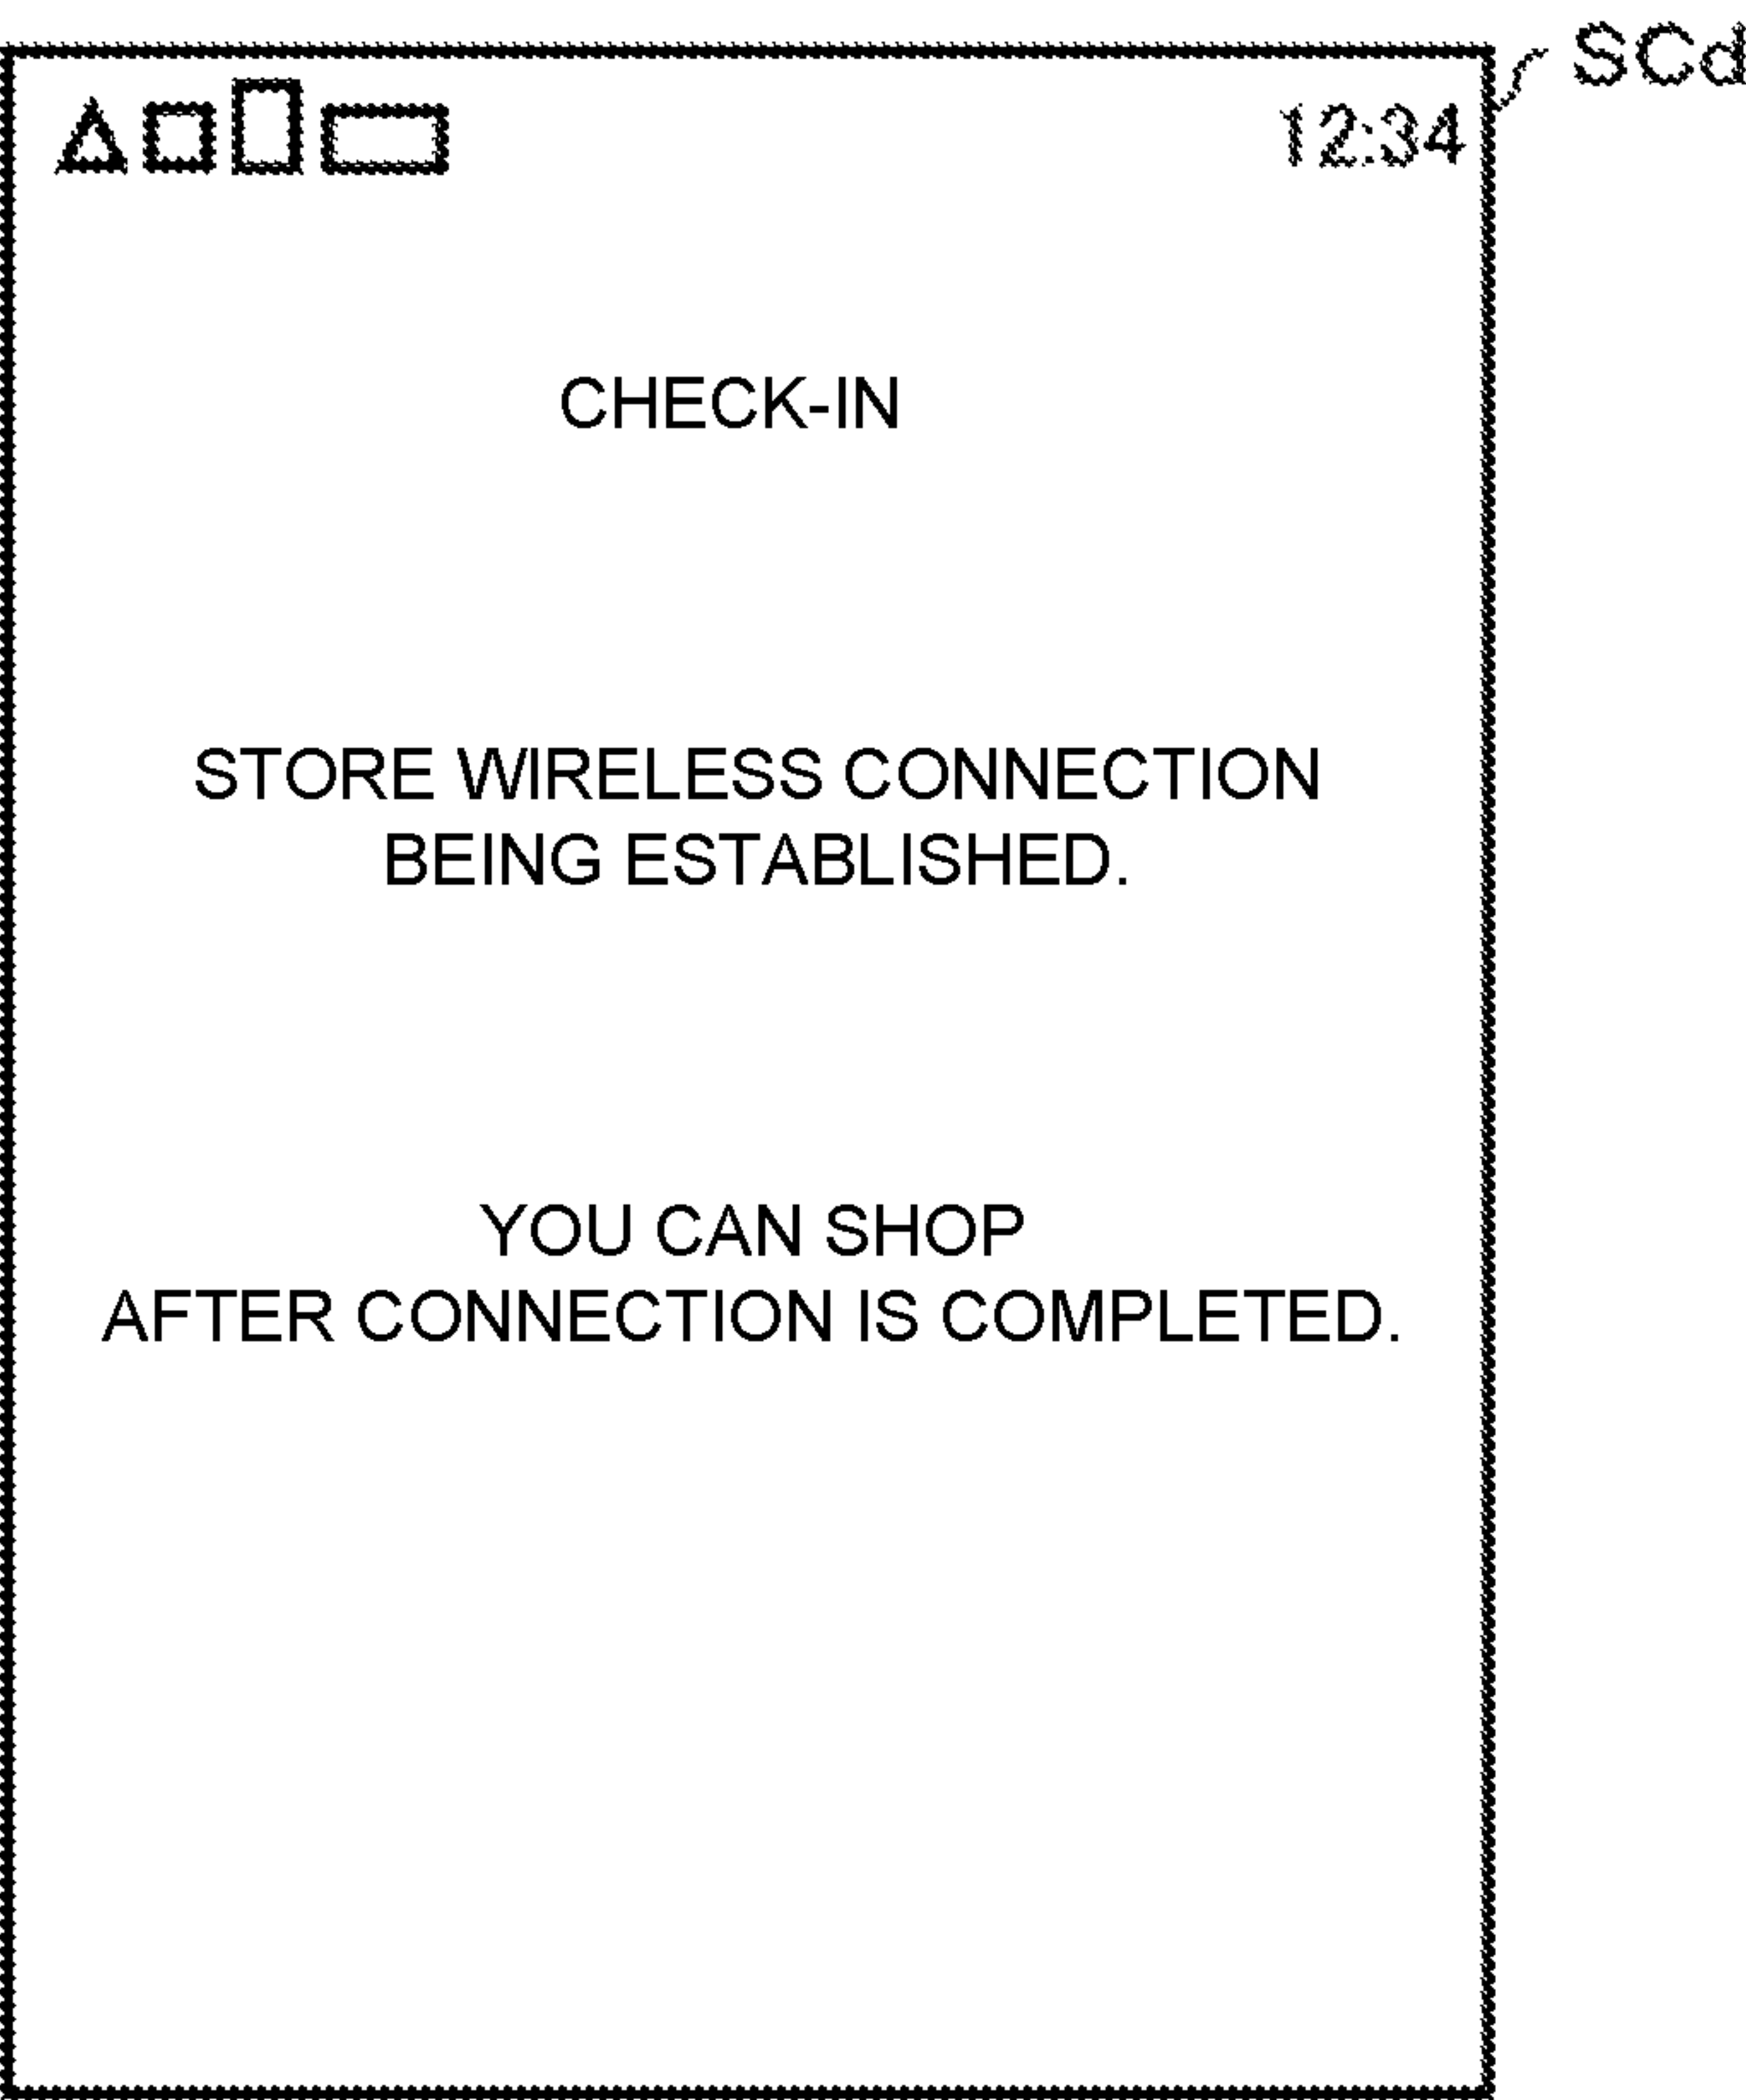 SCd
12:34
CHECK-IN
STORE WIRELESS CONNECTION
BEING ESTABLISHED.
YOU CAN SHOP
AFTER CONNECTION IS COMPLETED.